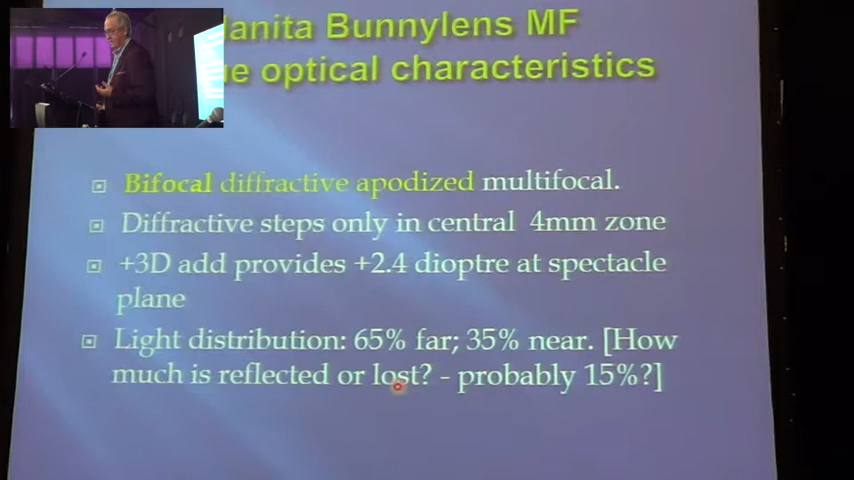 Bunnylens MF
optical characteristics
Bifocal diffractive apodized multifocal.
Diffractive steps only in central 4mm zone
+3D add provides +2.4 dioptre at spectacle
plane
Light distribution: 65% far; 35% near. [How
much is reflected or lost? - probably 15%?]